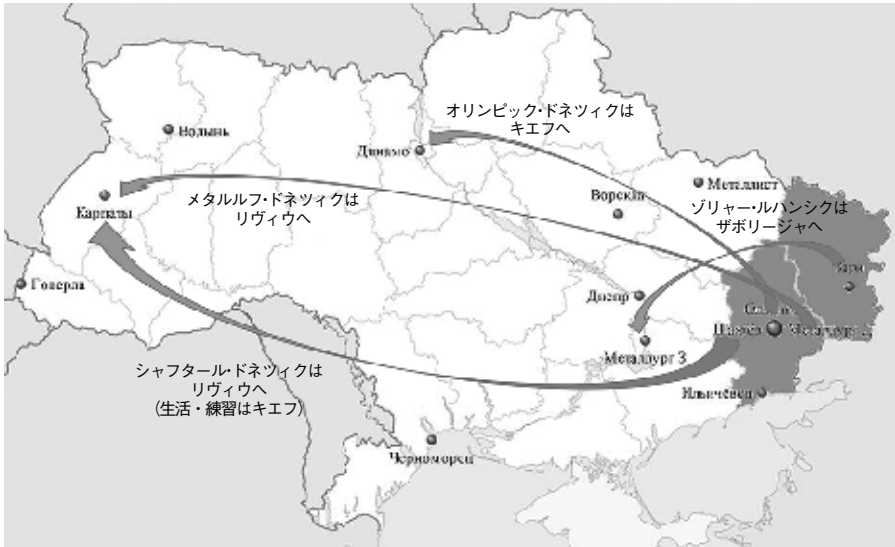 オリンピック・ドネツィクは
キエフへ
Волынь
Динамо
Металлист
メタルルフ・ドネツィクは
リヴィウへ
Карпаты
Ворскла
ゾリャー・ルハンシクは
ザボリージャへ
Говерла
Днепр
Металлург З
シャフタール・ドネツィクは
リヴィウへ
(生活・練習はキエフ)
Ильичёвец
Черноморец